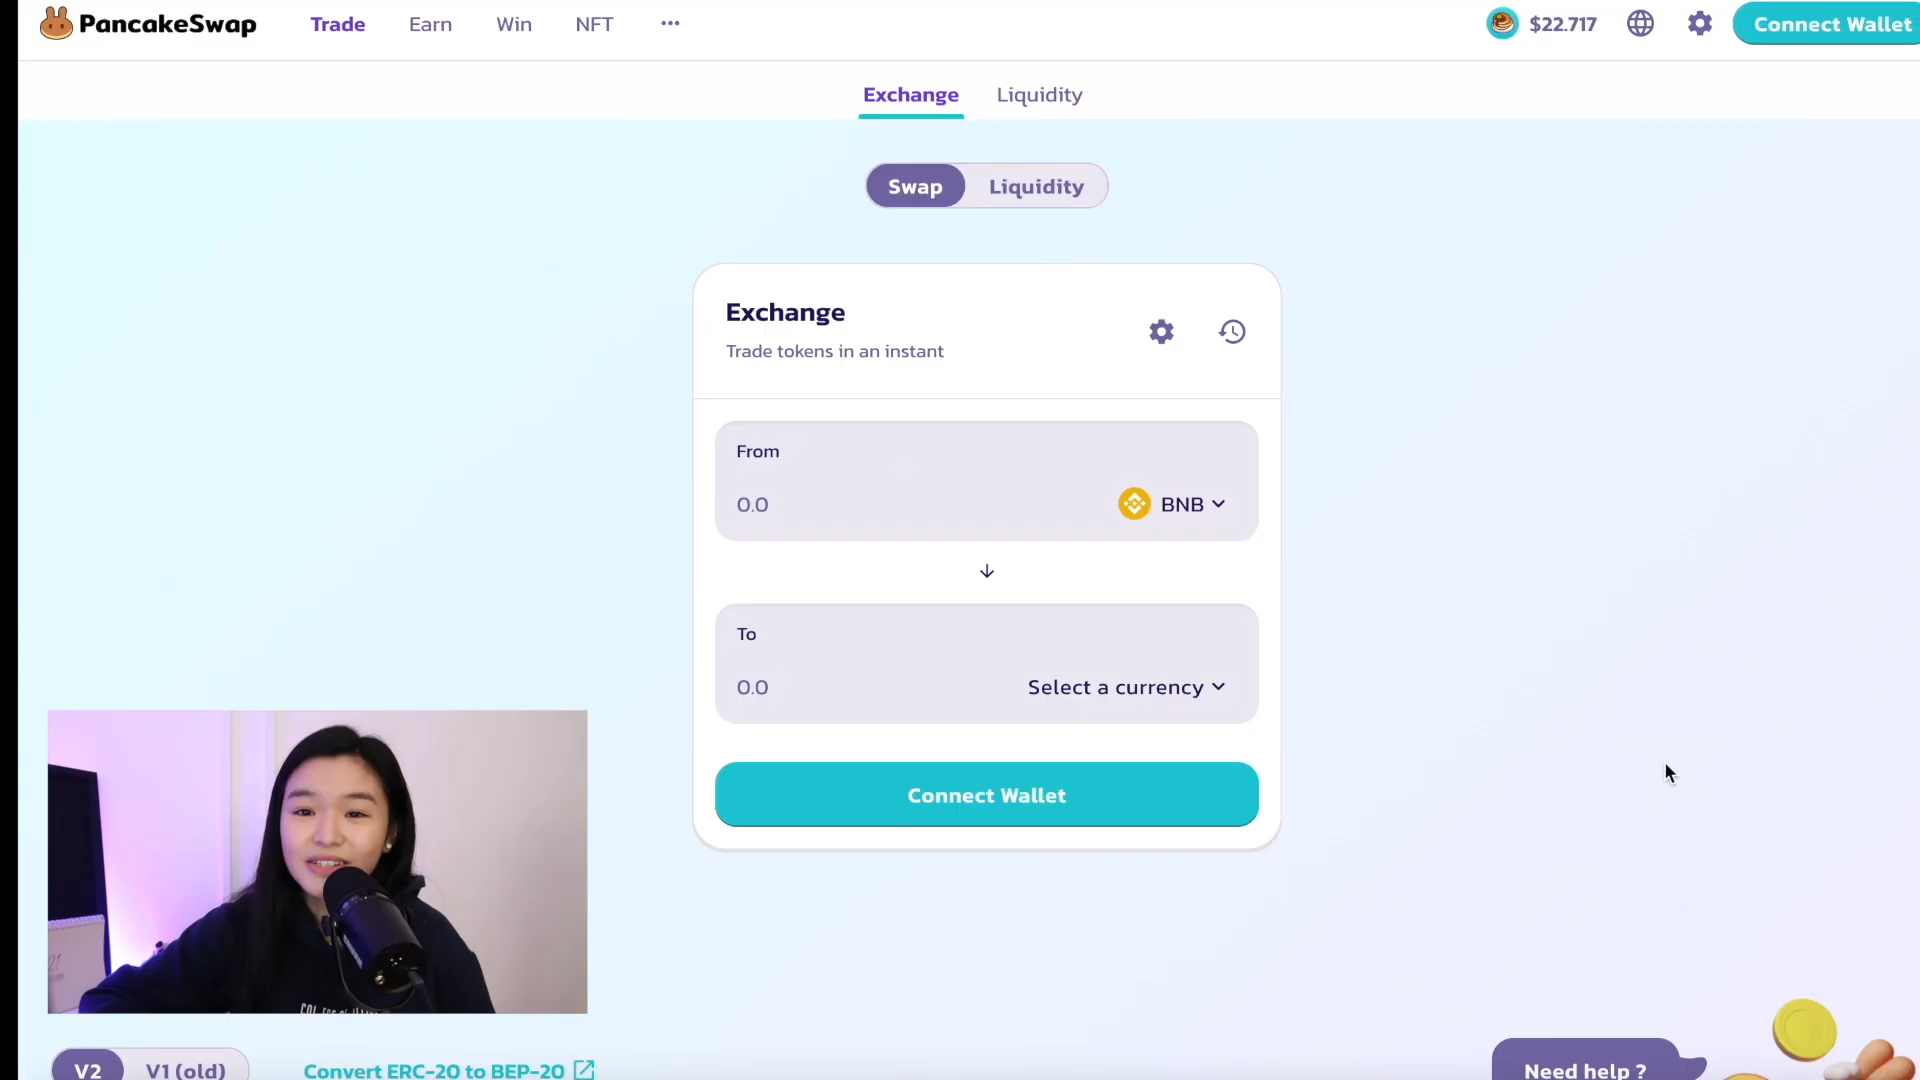 PancakeSwap
Trade
Earn
Win
NFT
$22.717
Connect Wallet
Exchange
Liquidity
Swap
Liquidity
Exchange
Trade tokens in an instant
From
0.0
BNB
To
0.0
Select a currency
Connect Wallet
V2
V1 (old)
Convert ERC-20 to BEP-20
Need help ?